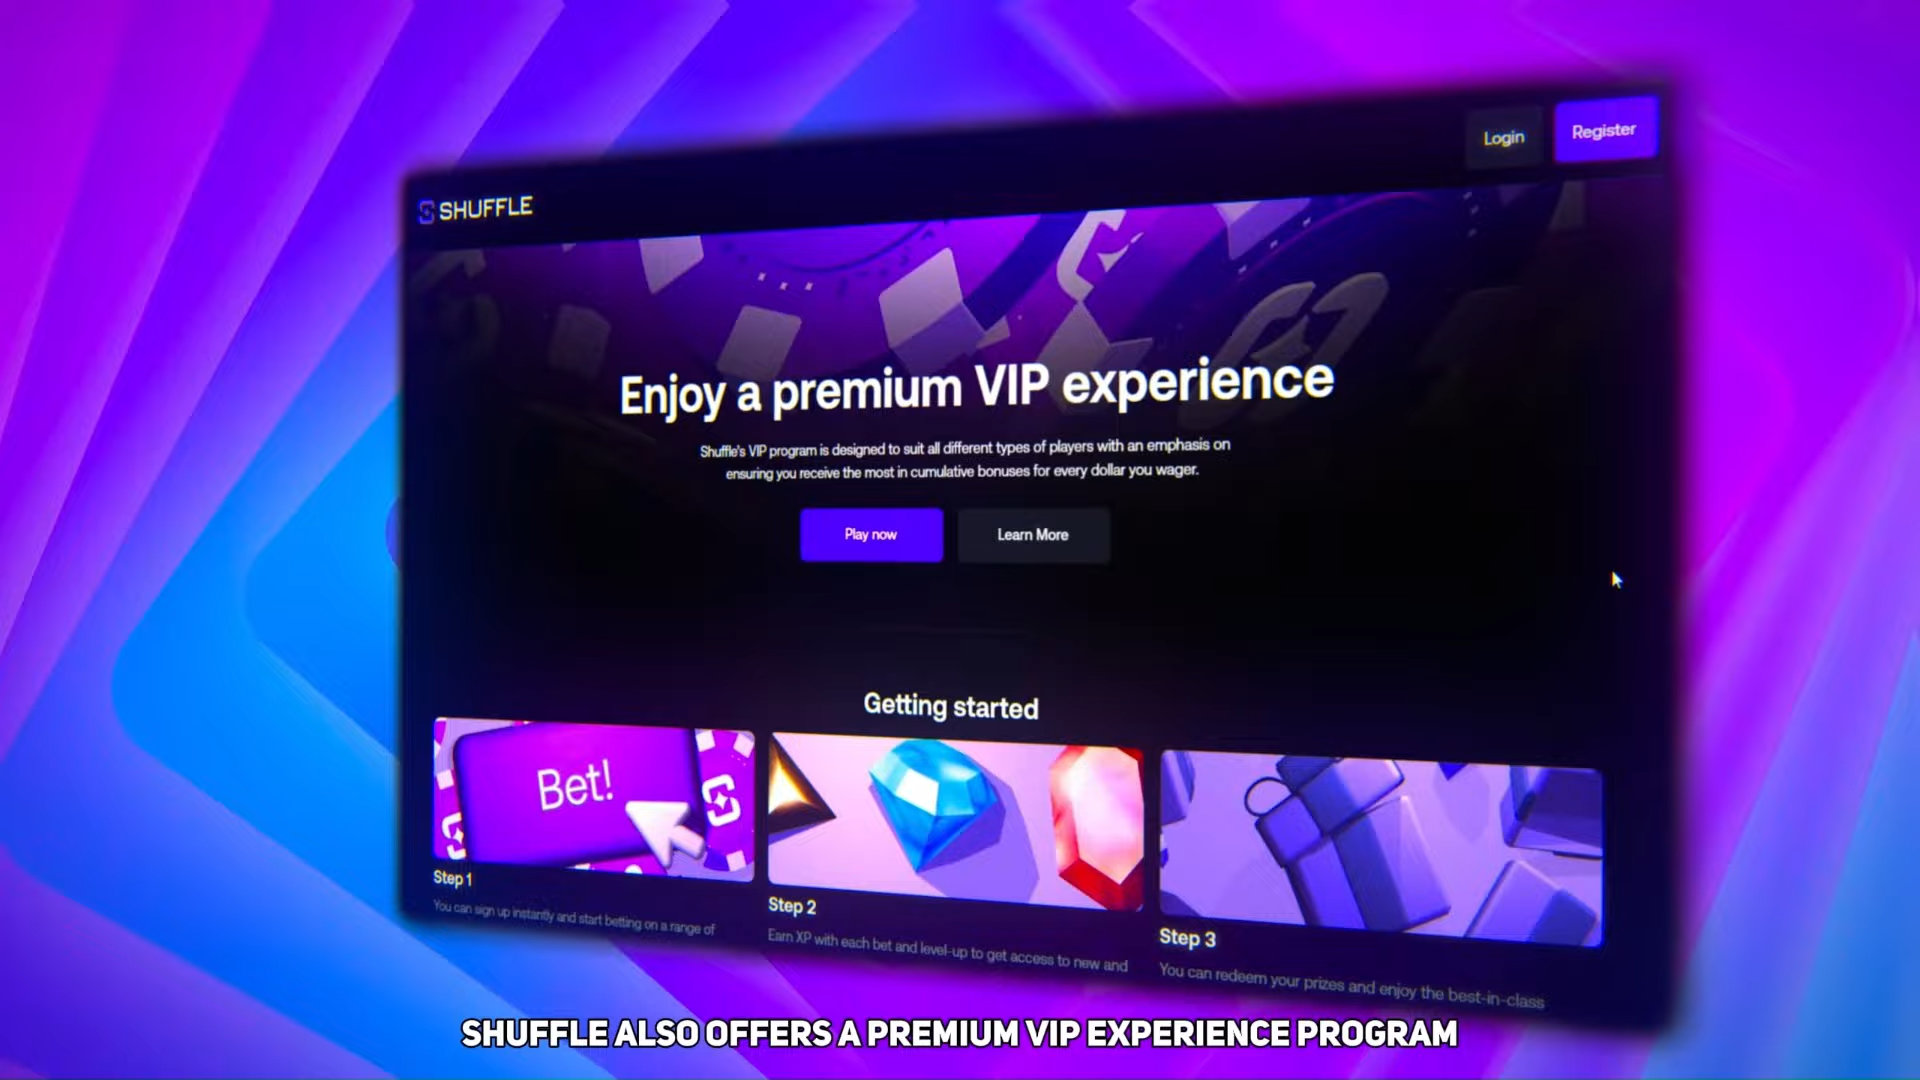 Login
Register
SHUFFLE
Enjoy a premium VIP experience
Shuffle's VIP program is designed to suit all different types of players with an emphasis on
ensuring you receive the most in cumulative bonuses for every dollar you wager.
Play now
Learn More
Getting started
Bet!
Step 1
You can sign up instantly and start betting on a range of
Step 2
Earn XP with each bet and level-up to get access to new and
Step 3
You can redeem your prizes and enjoy the best-in-class
SHUFFLE ALSO OFFERS A PREMIUM VIP EXPERIENCE PROGRAM